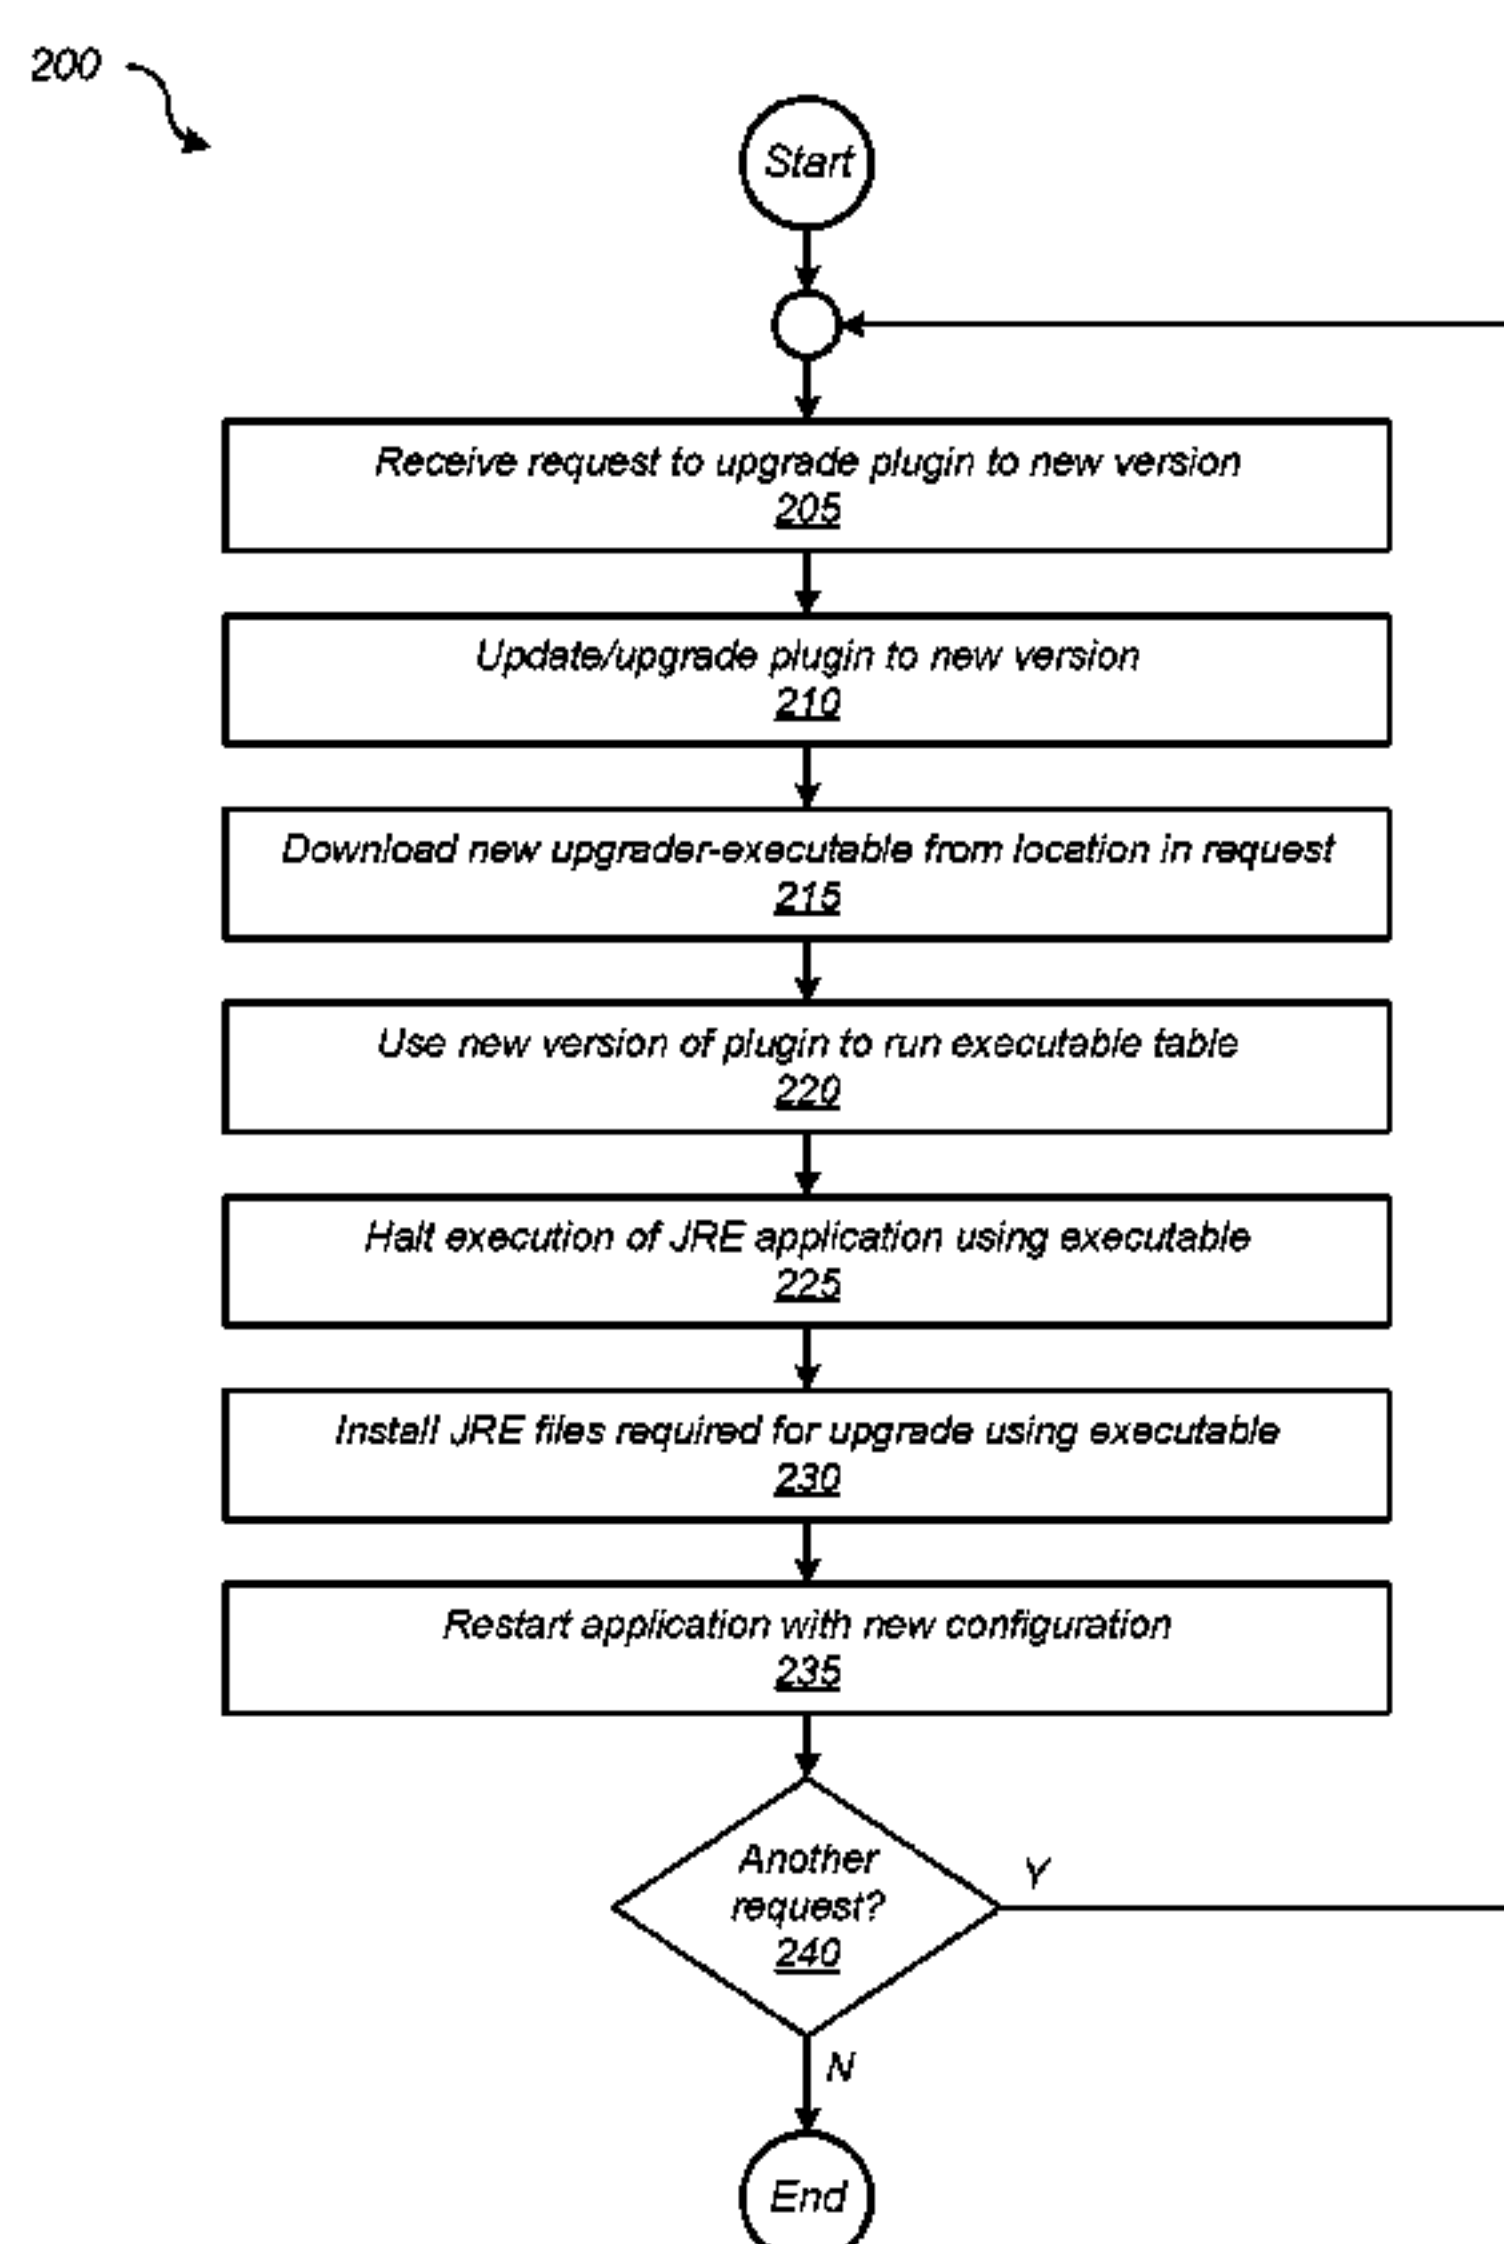 200
Start
Receive request to upgrade plugin to new version
205
Update/upgrade plugin to new version
210
Download new upgrader-executable from location in request
215
Use new version of plugin to run executable table
220
Halt execution of JRE application using executable
225
Install JRE files required for upgrade using executable
230
Restart application with new configuration
235
Another
request?
240
Y
N
End